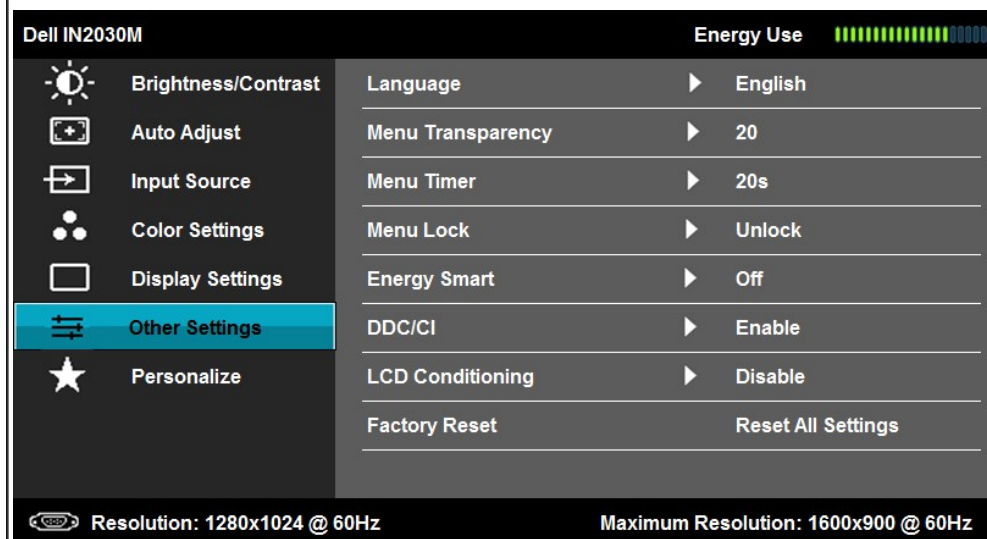 Dell IN2030M Energy Use
Brightness/Contrast Language English
Auto Adjust Menu Transparency 20
Input Source Menu Timer 20s
Color Settings Menu Lock Unlock
Display Settings Energy Smart Off
Other Settings DDC/CI Enable
Personalize LCD Conditioning Disable
Factory Reset Reset All Settings
Resolution: 1280x1024 @ 60Hz Maximum Resolution: 1600x900 @ 60Hz